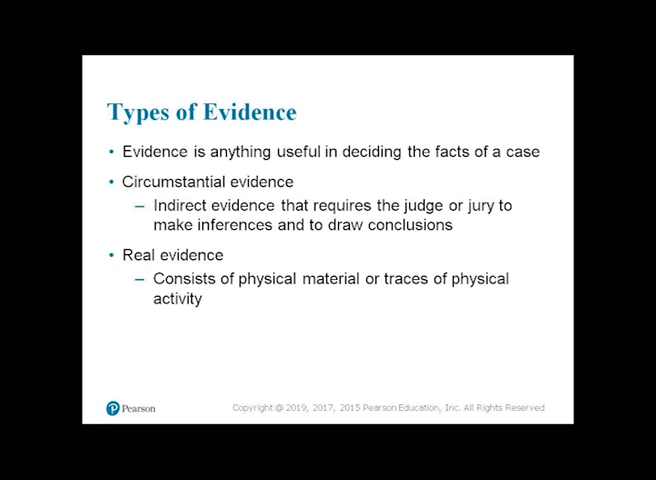 Types of Evidence
• Evidence is anything useful in deciding the facts of a case
• Circumstantial evidence
– Indirect evidence that requires the judge or jury to
make inferences and to draw conclusions
• Real evidence
– Consists of physical material or traces of physical
activity
Pearson
Copyright @ 2019, 2017, 2015 Pearson Education, Inc. All Rights Reserved